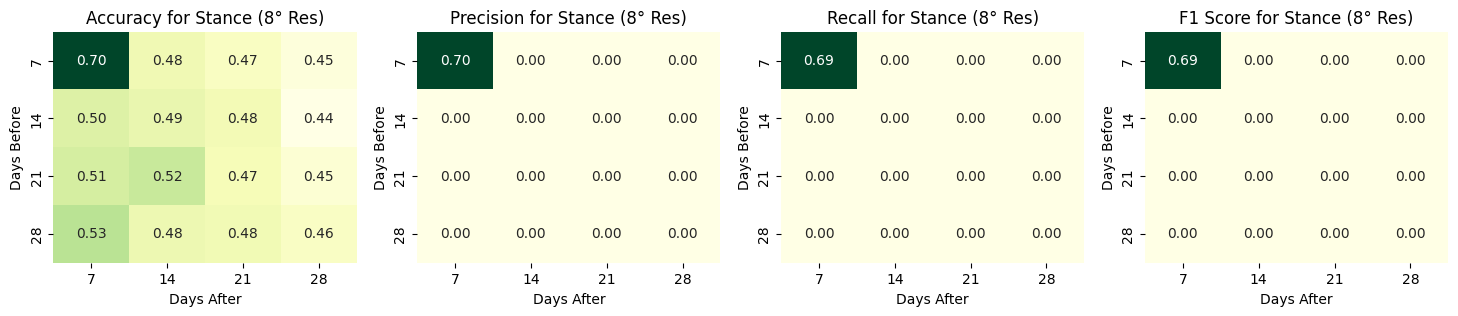 Accuracy for Stance (8° Res)
Days Before
7 0.70 0.48 0.47 0.45
14 0.50 0.49 0.48 0.44
21 0.51 0.52 0.47 0.45
28 0.53 0.48 0.48 0.46
7 14 21 28
Days After
Precision for Stance (8° Res)
Days Before
7 0.70 0.00 0.00 0.00
14 0.00 0.00 0.00 0.00
21 0.00 0.00 0.00 0.00
28 0.00 0.00 0.00 0.00
7 14 21 28
Days After
Recall for Stance (8° Res)
Days Before
7 0.69 0.00 0.00 0.00
14 0.00 0.00 0.00 0.00
21 0.00 0.00 0.00 0.00
28 0.00 0.00 0.00 0.00
7 14 21 28
Days After
F1 Score for Stance (8° Res)
Days Before
7 0.69 0.00 0.00 0.00
14 0.00 0.00 0.00 0.00
21 0.00 0.00 0.00 0.00
28 0.00 0.00 0.00 0.00
7 14 21 28
Days After